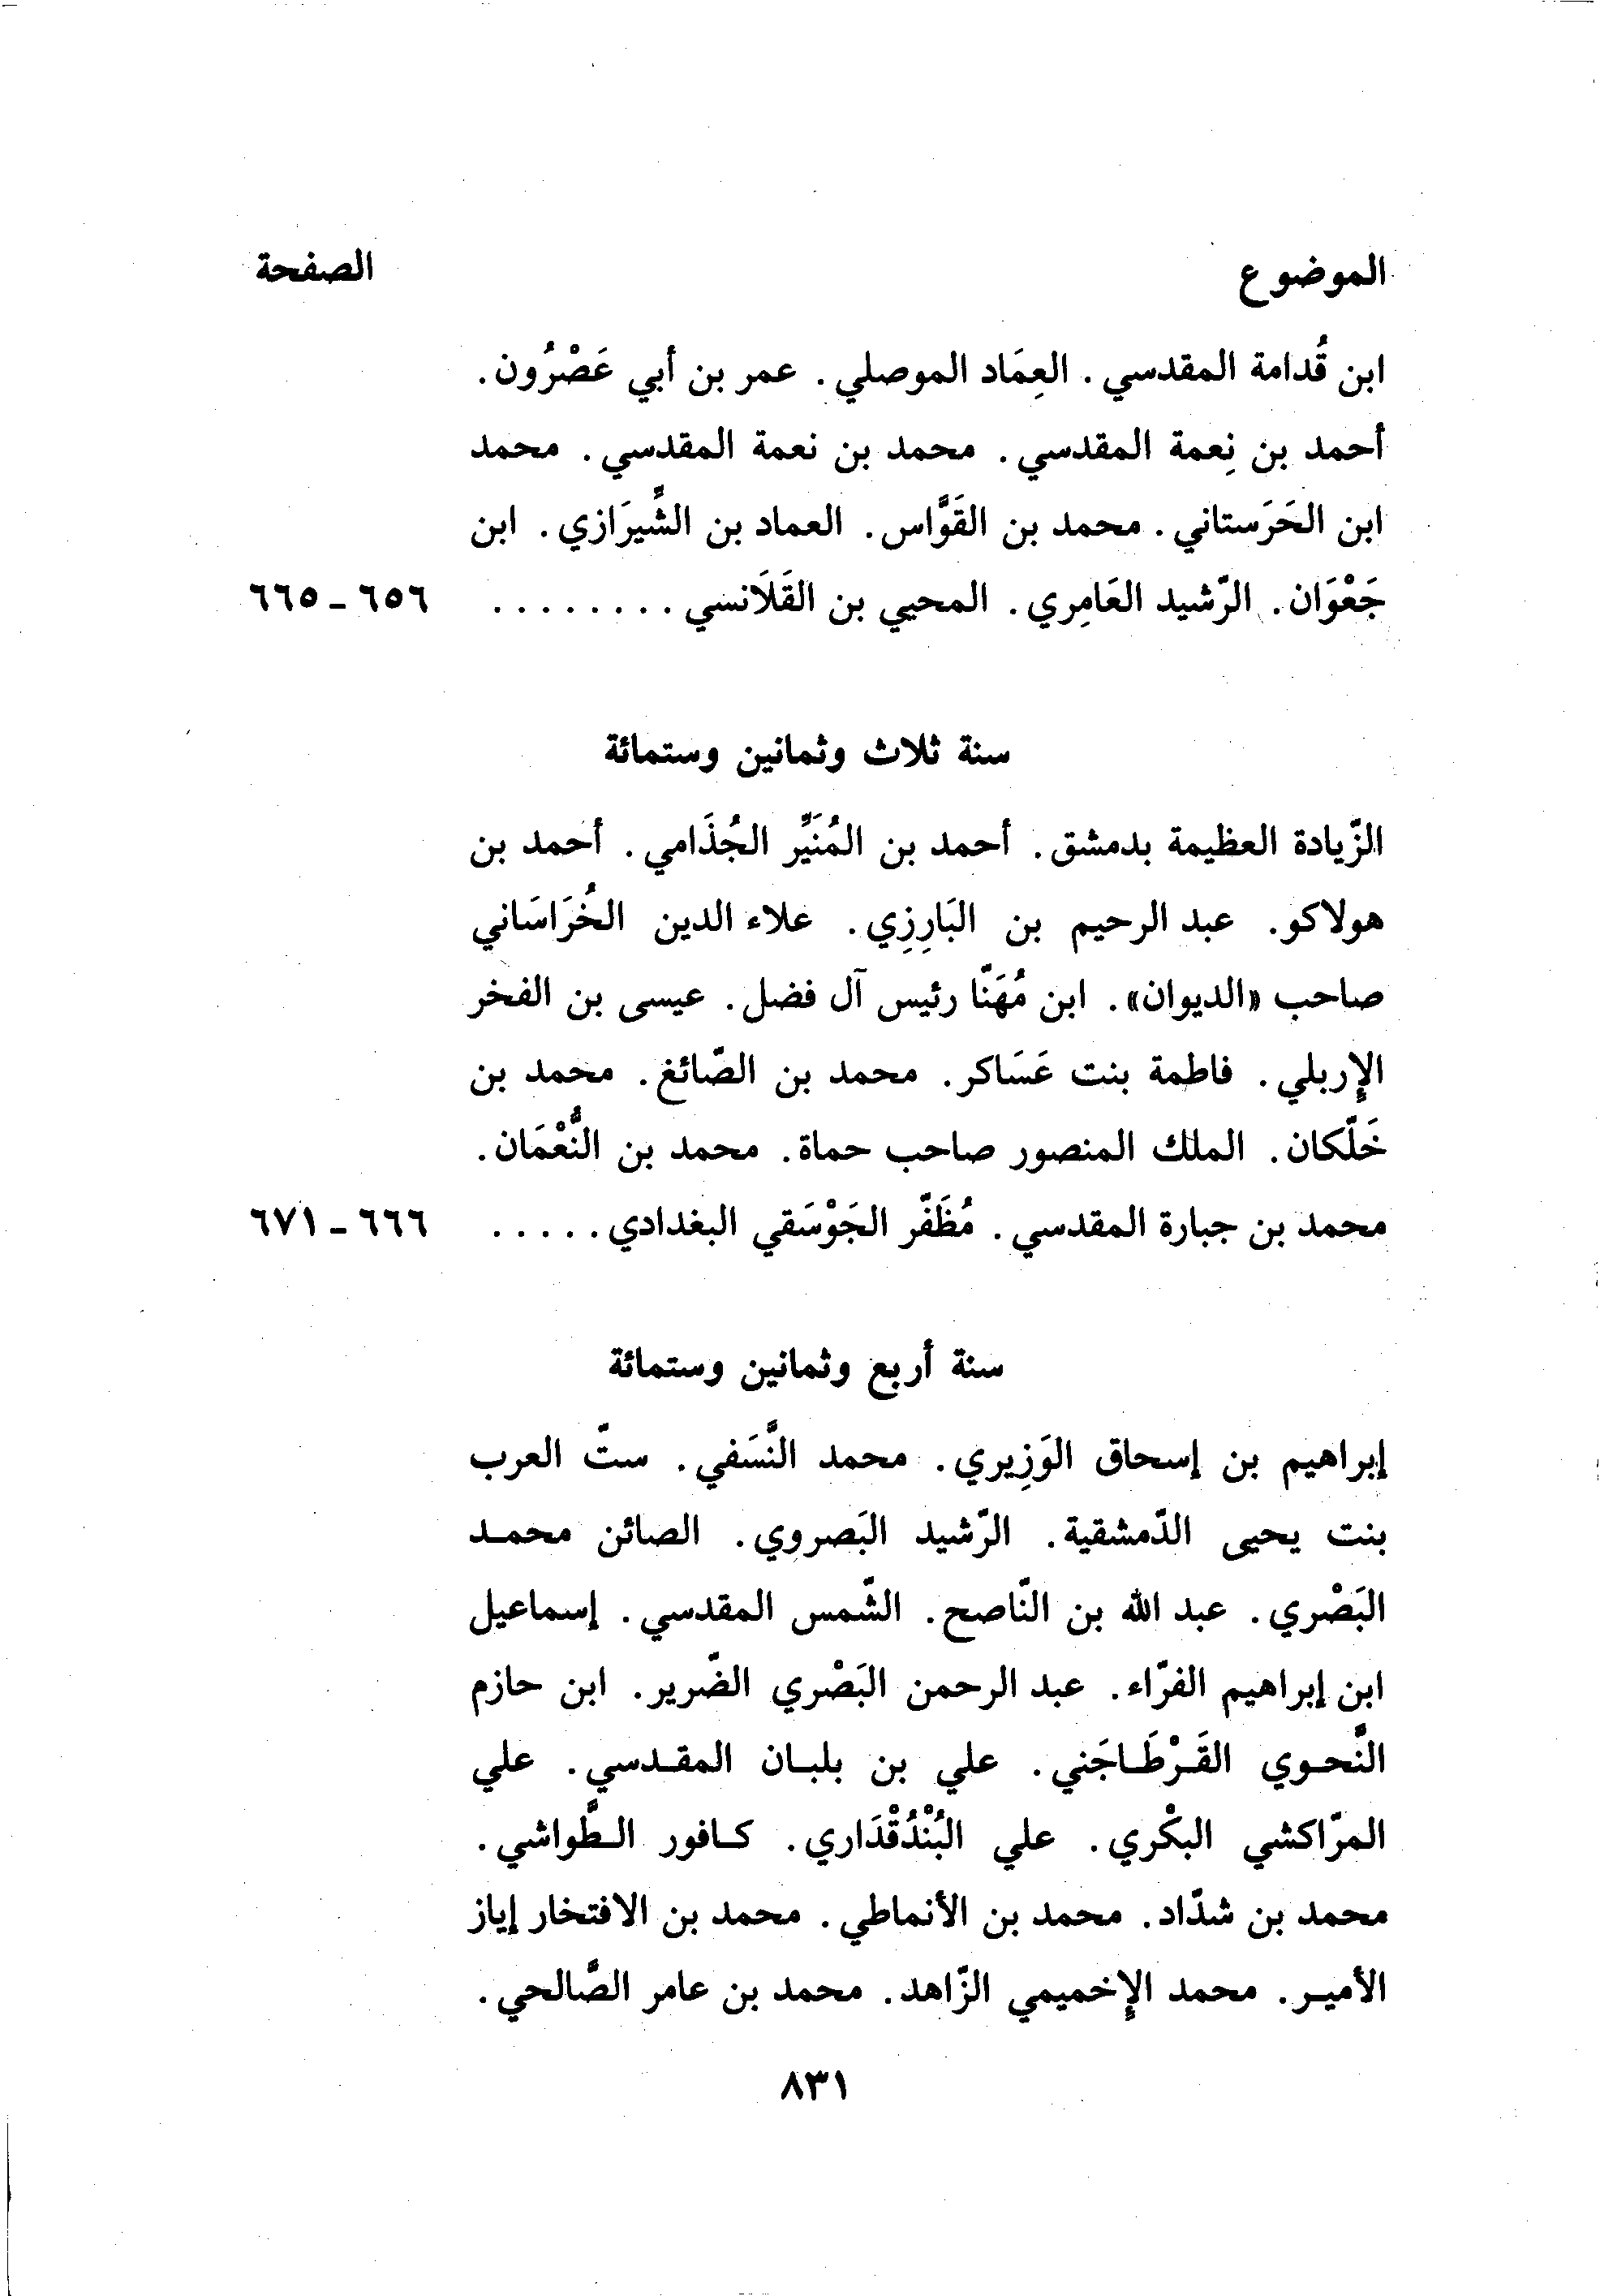 الموضوع الصفحة
ابن قُدامة المقدسي. العِمَاد الموصلي. عمر بن أبي عَصْرُون.
أحمد بن نِعمة المقدسي. محمد بن نعمة المقدسي. محمد
ابن الحَرَستاني. محمد بن القَوَّاس. العماد بن الشِّيرَازي. ابن
جَعْوَان. الرّشيد العَامِري. المحيي بن القَلَانسي ........ ٦٥٦ - ٦٦٥
سنة ثلاث وثمانين وستمائة
الزّيادة العظيمة بدمشق. أحمد بن المُنَيِّر الجُذَامي. أحمد بن
هولاكو. عبد الرحيم بن البَارِزِي. علاء الدين الخُرَاسَاني
صاحب «الديوان». ابن مُهَنّا رئيس آل فضل. عيسى بن الفخر
الإِربلي. فاطمة بنت عَسَاكر. محمد بن الصّائغ. محمد بن
خَلّكان. الملك المنصور صاحب حماة. محمد بن النُّعْمَان.
محمد بن جبارة المقدسي. مُظَفّر الجَوْسَقي البغدادي ..... ٦٦٦ - ٦٧١
سنة أربع وثمانين وستمائة
إبراهيم بن إسحاق الوَزِيري. محمد النَّسَفي. ستّ العرب
بنت يحيى الدّمشقية. الرّشيد البَصروي. الصائن محمد
البَصْري. عبد الله بن النّاصح. الشّمس المقدسي. إسماعيل
ابن إبراهيم الفرّاء. عبد الرحمن البَصْري الضّرير. ابن حازم
النَّحوي القَرْطَاجَني. علي بن بلبان المقدسي. علي
المرّاكشي البكْري. علي البُنْدُقْدَاري. كافور الطَّواشي.
محمد بن شدّاد. محمد بن الأنماطي. محمد بن الافتخار إياز
الأمير. محمد الإِخميمي الزّاهد. محمد بن عامر الصَّالحي.
٨٣١